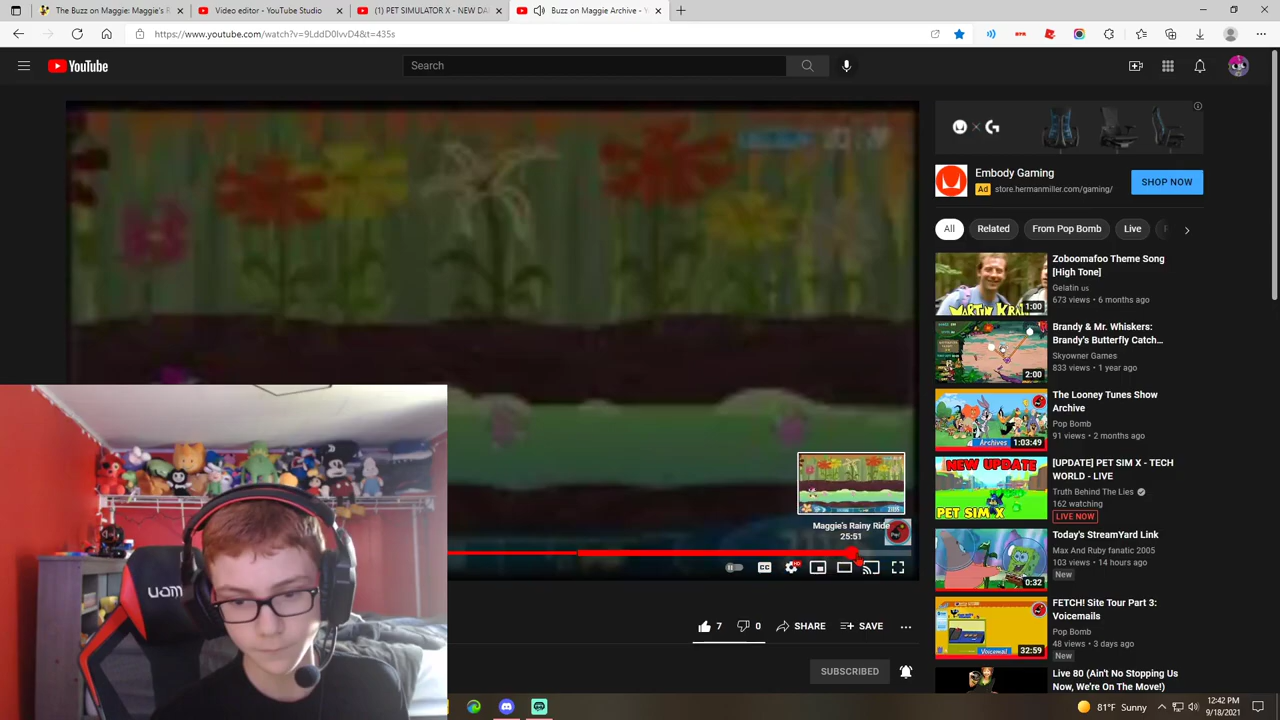 The Buzz on Maggie: Maggie's R
Video editor - YouTube Studio
(1) PET SIMULATOR X - NEW DA
Buzz on Maggie Archive - Y
https://www.youtube.com/watch?v=9LddD0lvvD4&t=435s
YouTube
Search
Embody Gaming
Ad store.hermanmiller.com/gaming/
SHOP NOW
All
Related
From Pop Bomb
Live
Zoboomafoo Theme Song
[High Tone]
Gelatin us
673 views • 6 months ago
MARTIN KRA
1:00
Brandy & Mr. Whiskers:
Brandy's Butterfly Catch...
Skyowner Games
833 views • 1 year ago
2:00
The Looney Tunes Show
Archive
Pop Bomb
91 views • 2 months ago
Archives
1:03:49
[UPDATE] PET SIM X - TECH
WORLD - LIVE
Truth Behind The Lies
162 watching
LIVE NOW
NEW UPDATE
PET SIM X
Today's StreamYard Link
Max And Ruby fanatic 2005
103 views • 14 hours ago
New
0:32
FETCH! Site Tour Part 3:
Voicemails
Pop Bomb
48 views • 3 days ago
New
Voicemail
32:59
Live 80 (Ain't No Stopping Us
Now, We're On The Move!)
Maggie's Rainy Ride
25:51
CC
7
0
SHARE
SAVE
SUBSCRIBED
81°F Sunny
12:42 PM
9/18/2021